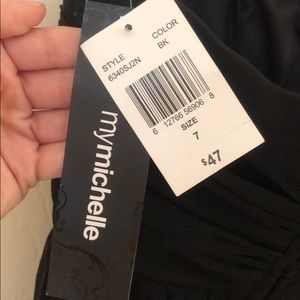 STYLE
6340SJ2N
COLOR
BK
6 12766 56906 8
SIZE
7
$47
mymichelle